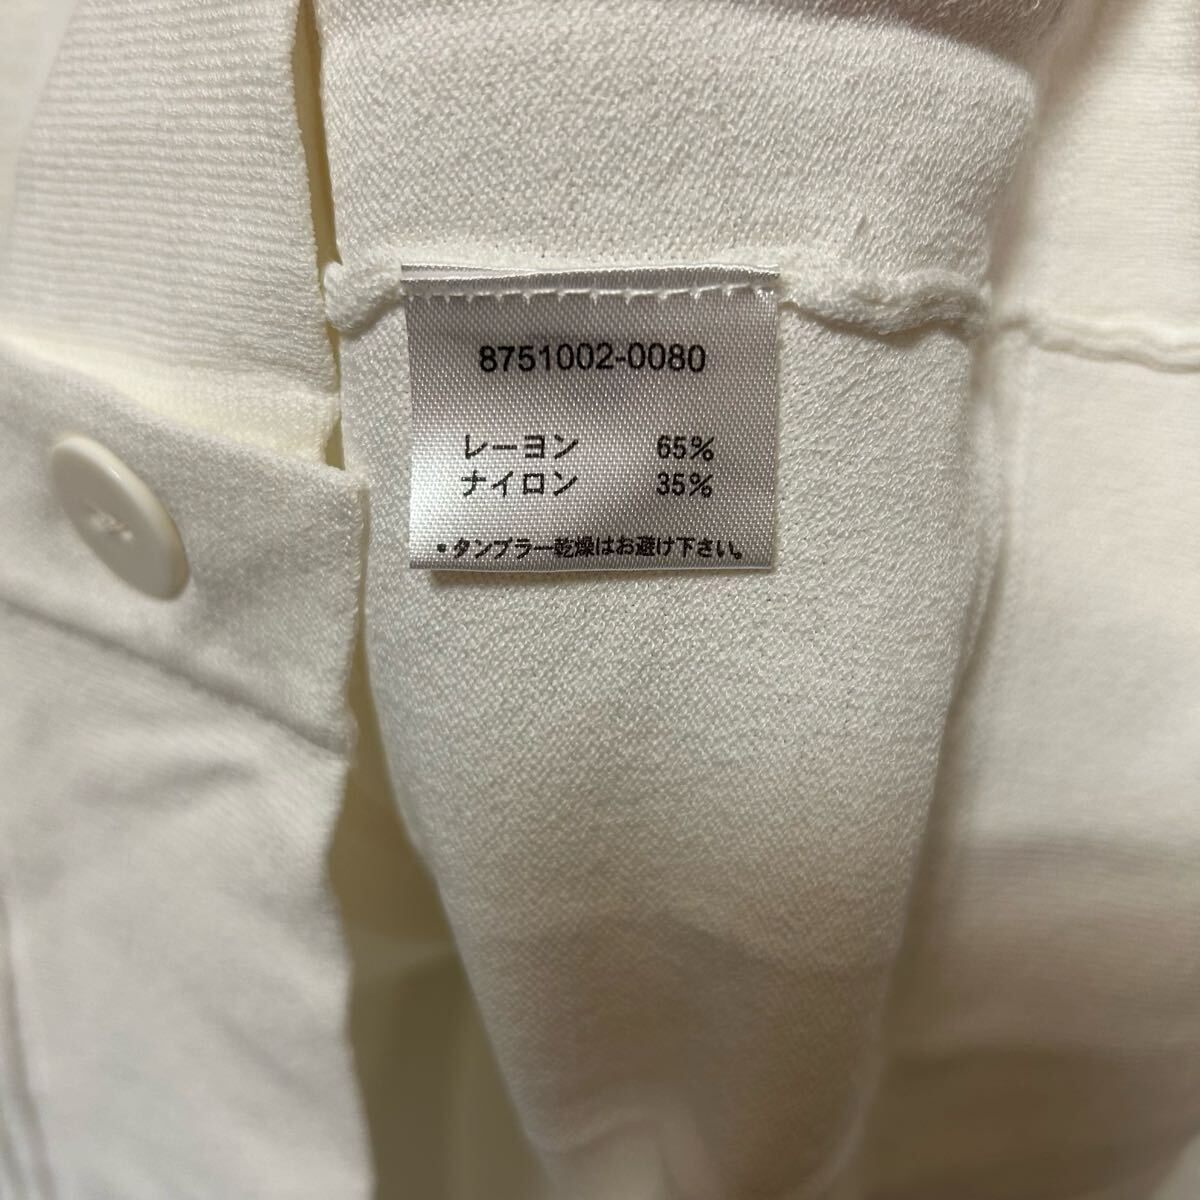 8751002-0080
レーヨン 65%
ナイロン 35%
・タンブラー乾燥はお避け下さい。